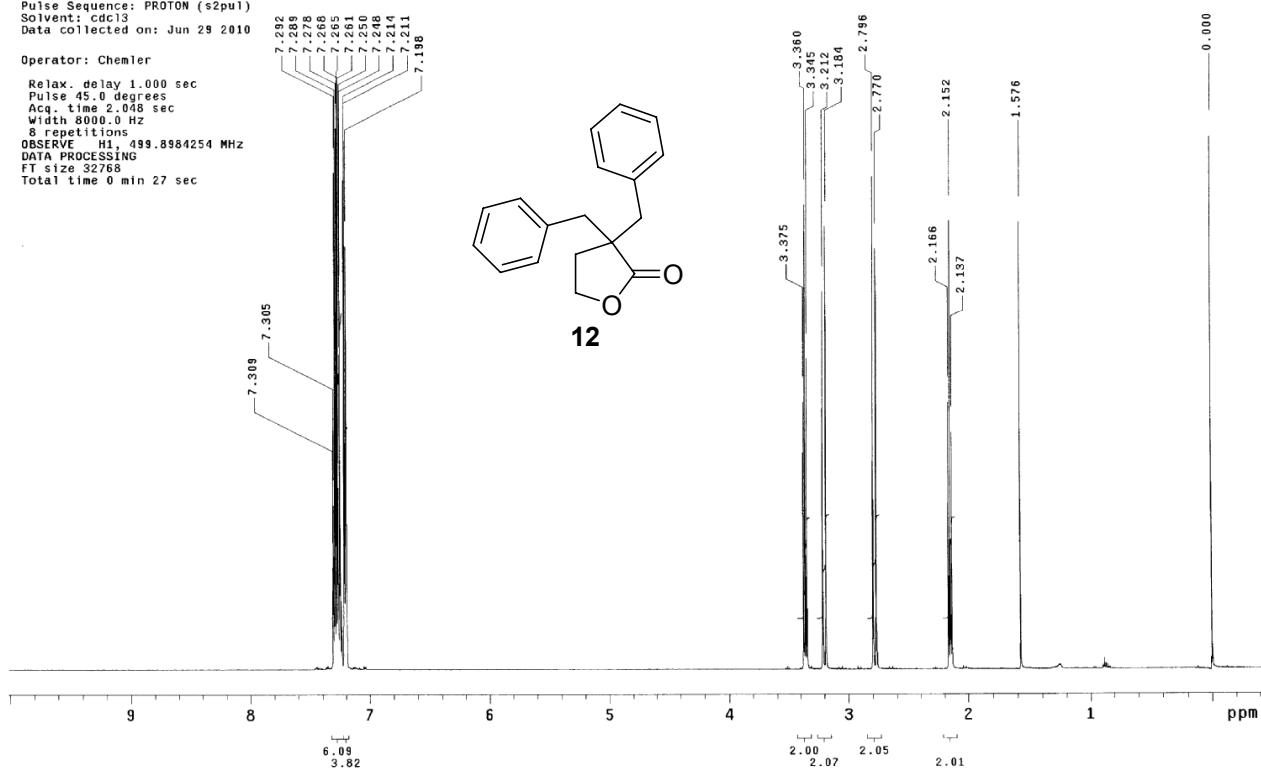 Pulse Sequence: PROTON (s2pul)
Solvent: cdcl3
Data collected on: Jun 29 2010
Operator: Chemler
Relax. delay 1.000 sec
Pulse 45.0 degrees
Acq. time 2.048 sec
Width 8000.0 Hz
8 repetitions
OBSERVE H1, 499.8984254 MHz
DATA PROCESSING
FT size 32768
Total time 0 min 27 sec
7.309
7.305
7.292
7.289
7.278
7.268
7.265
7.261
7.250
7.248
7.214
7.211
7.198
O
O
12
3.375
3.360
3.345
3.212
3.184
2.796
2.770
2.166
2.152
2.137
1.576
0.000
9 8 7 6 5 4 3 2 1 ppm
6.09
3.82
2.00
2.07
2.05
2.01